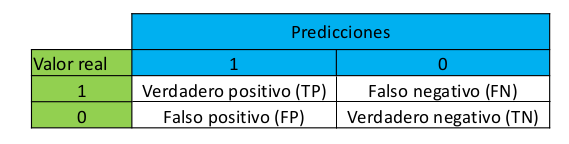 Predicciones
Valor real 1 0
1 Verdadero positivo (TP) Falso negativo (FN)
0 Falso positivo (FP) Verdadero negativo (TN)